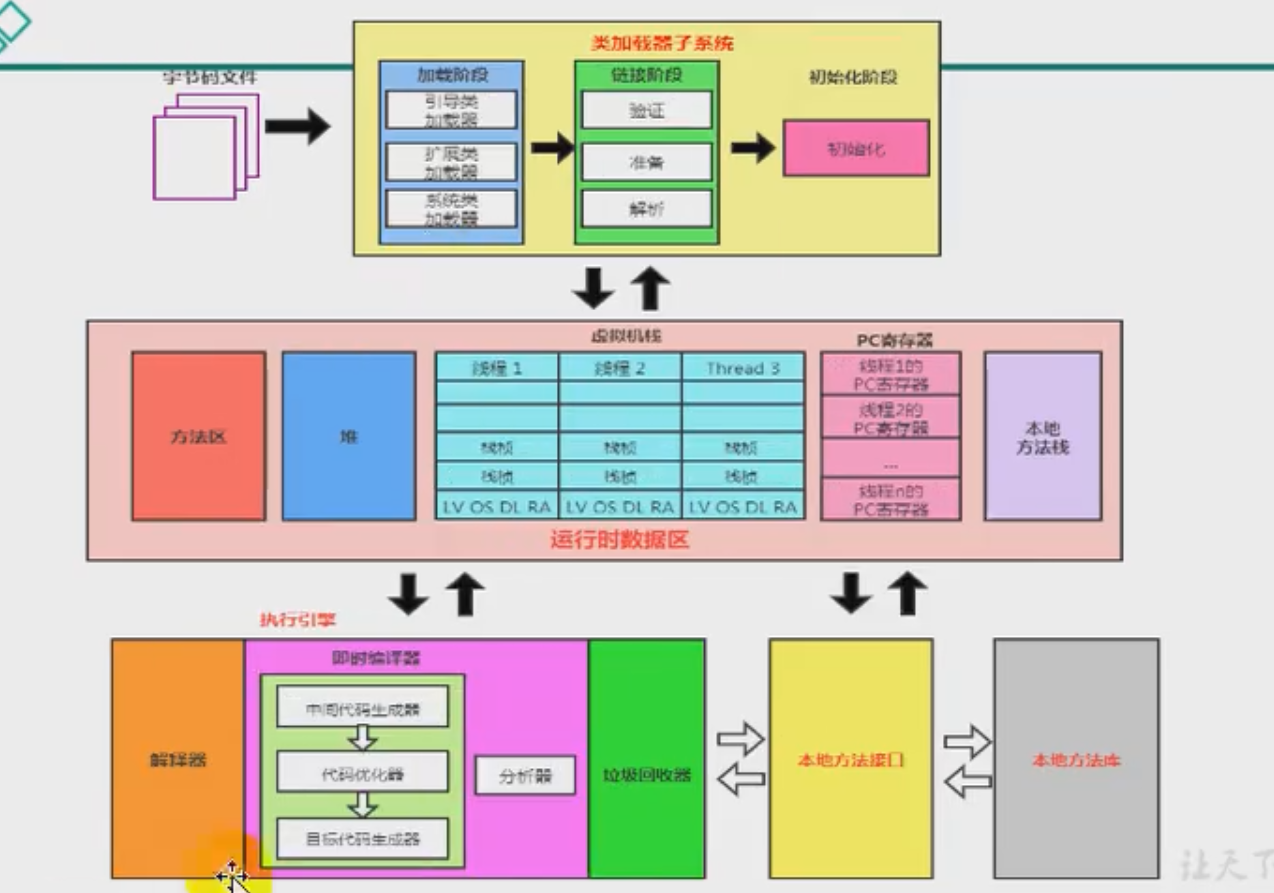 类加载器子系统
字节码文件
加载阶段
链接阶段
初始化阶段
引导类
加载器
验证
初始化
扩展类
加载器
准备
系统类
加载器
解析
虚拟机栈
PC寄存器
方法区
堆
线程 1
线程 2
Thread 3
栈桢
栈桢
栈桢
栈桢
栈桢
栈桢
LV OS DL RA
LV OS DL RA
LV OS DL RA
线程1的
PC寄存器
线程2的
PC寄存器
...
线程n的
PC寄存器
本地
方法栈
运行时数据区
执行引擎
解释器
即时编译器
中间代码生成器
代码优化器
目标代码生成器
分析器
垃圾回收器
本地方法接口
本地方法库
让天下